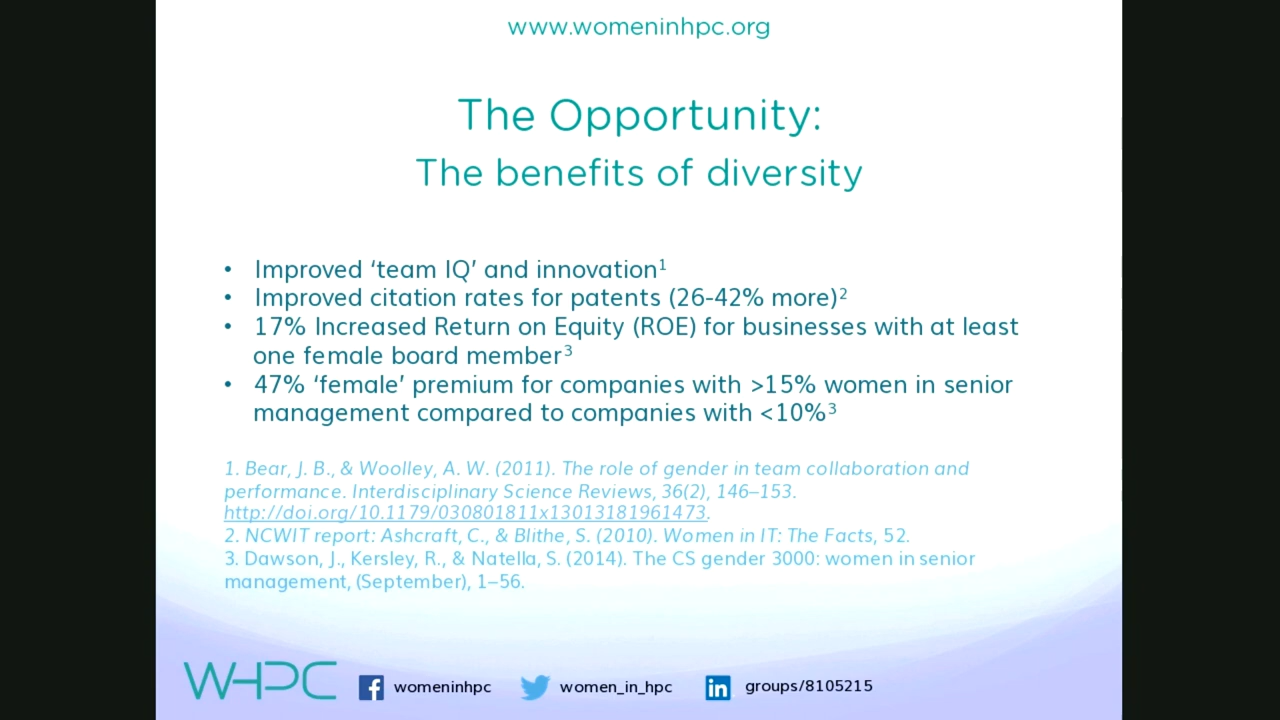 www.womeninhpc.org
The Opportunity:
The benefits of diversity
• Improved ‘team IQ’ and innovation¹
• Improved citation rates for patents (26-42% more)²
• 17% Increased Return on Equity (ROE) for businesses with at least
one female board member³
• 47% ‘female’ premium for companies with >15% women in senior
management compared to companies with <10%³
1. Bear, J. B., & Woolley, A. W. (2011). The role of gender in team collaboration and
performance. Interdisciplinary Science Reviews, 36(2), 146–153.
http://doi.org/10.1179/030801811x13013181961473.
2. NCWIT report: Ashcraft, C., & Blithe, S. (2010). Women in IT: The Facts, 52.
3. Dawson, J., Kersley, R., & Natella, S. (2014). The CS gender 3000: women in senior
management, (September), 1–56.
WHPC womeninhpc women_in_hpc in groups/8105215